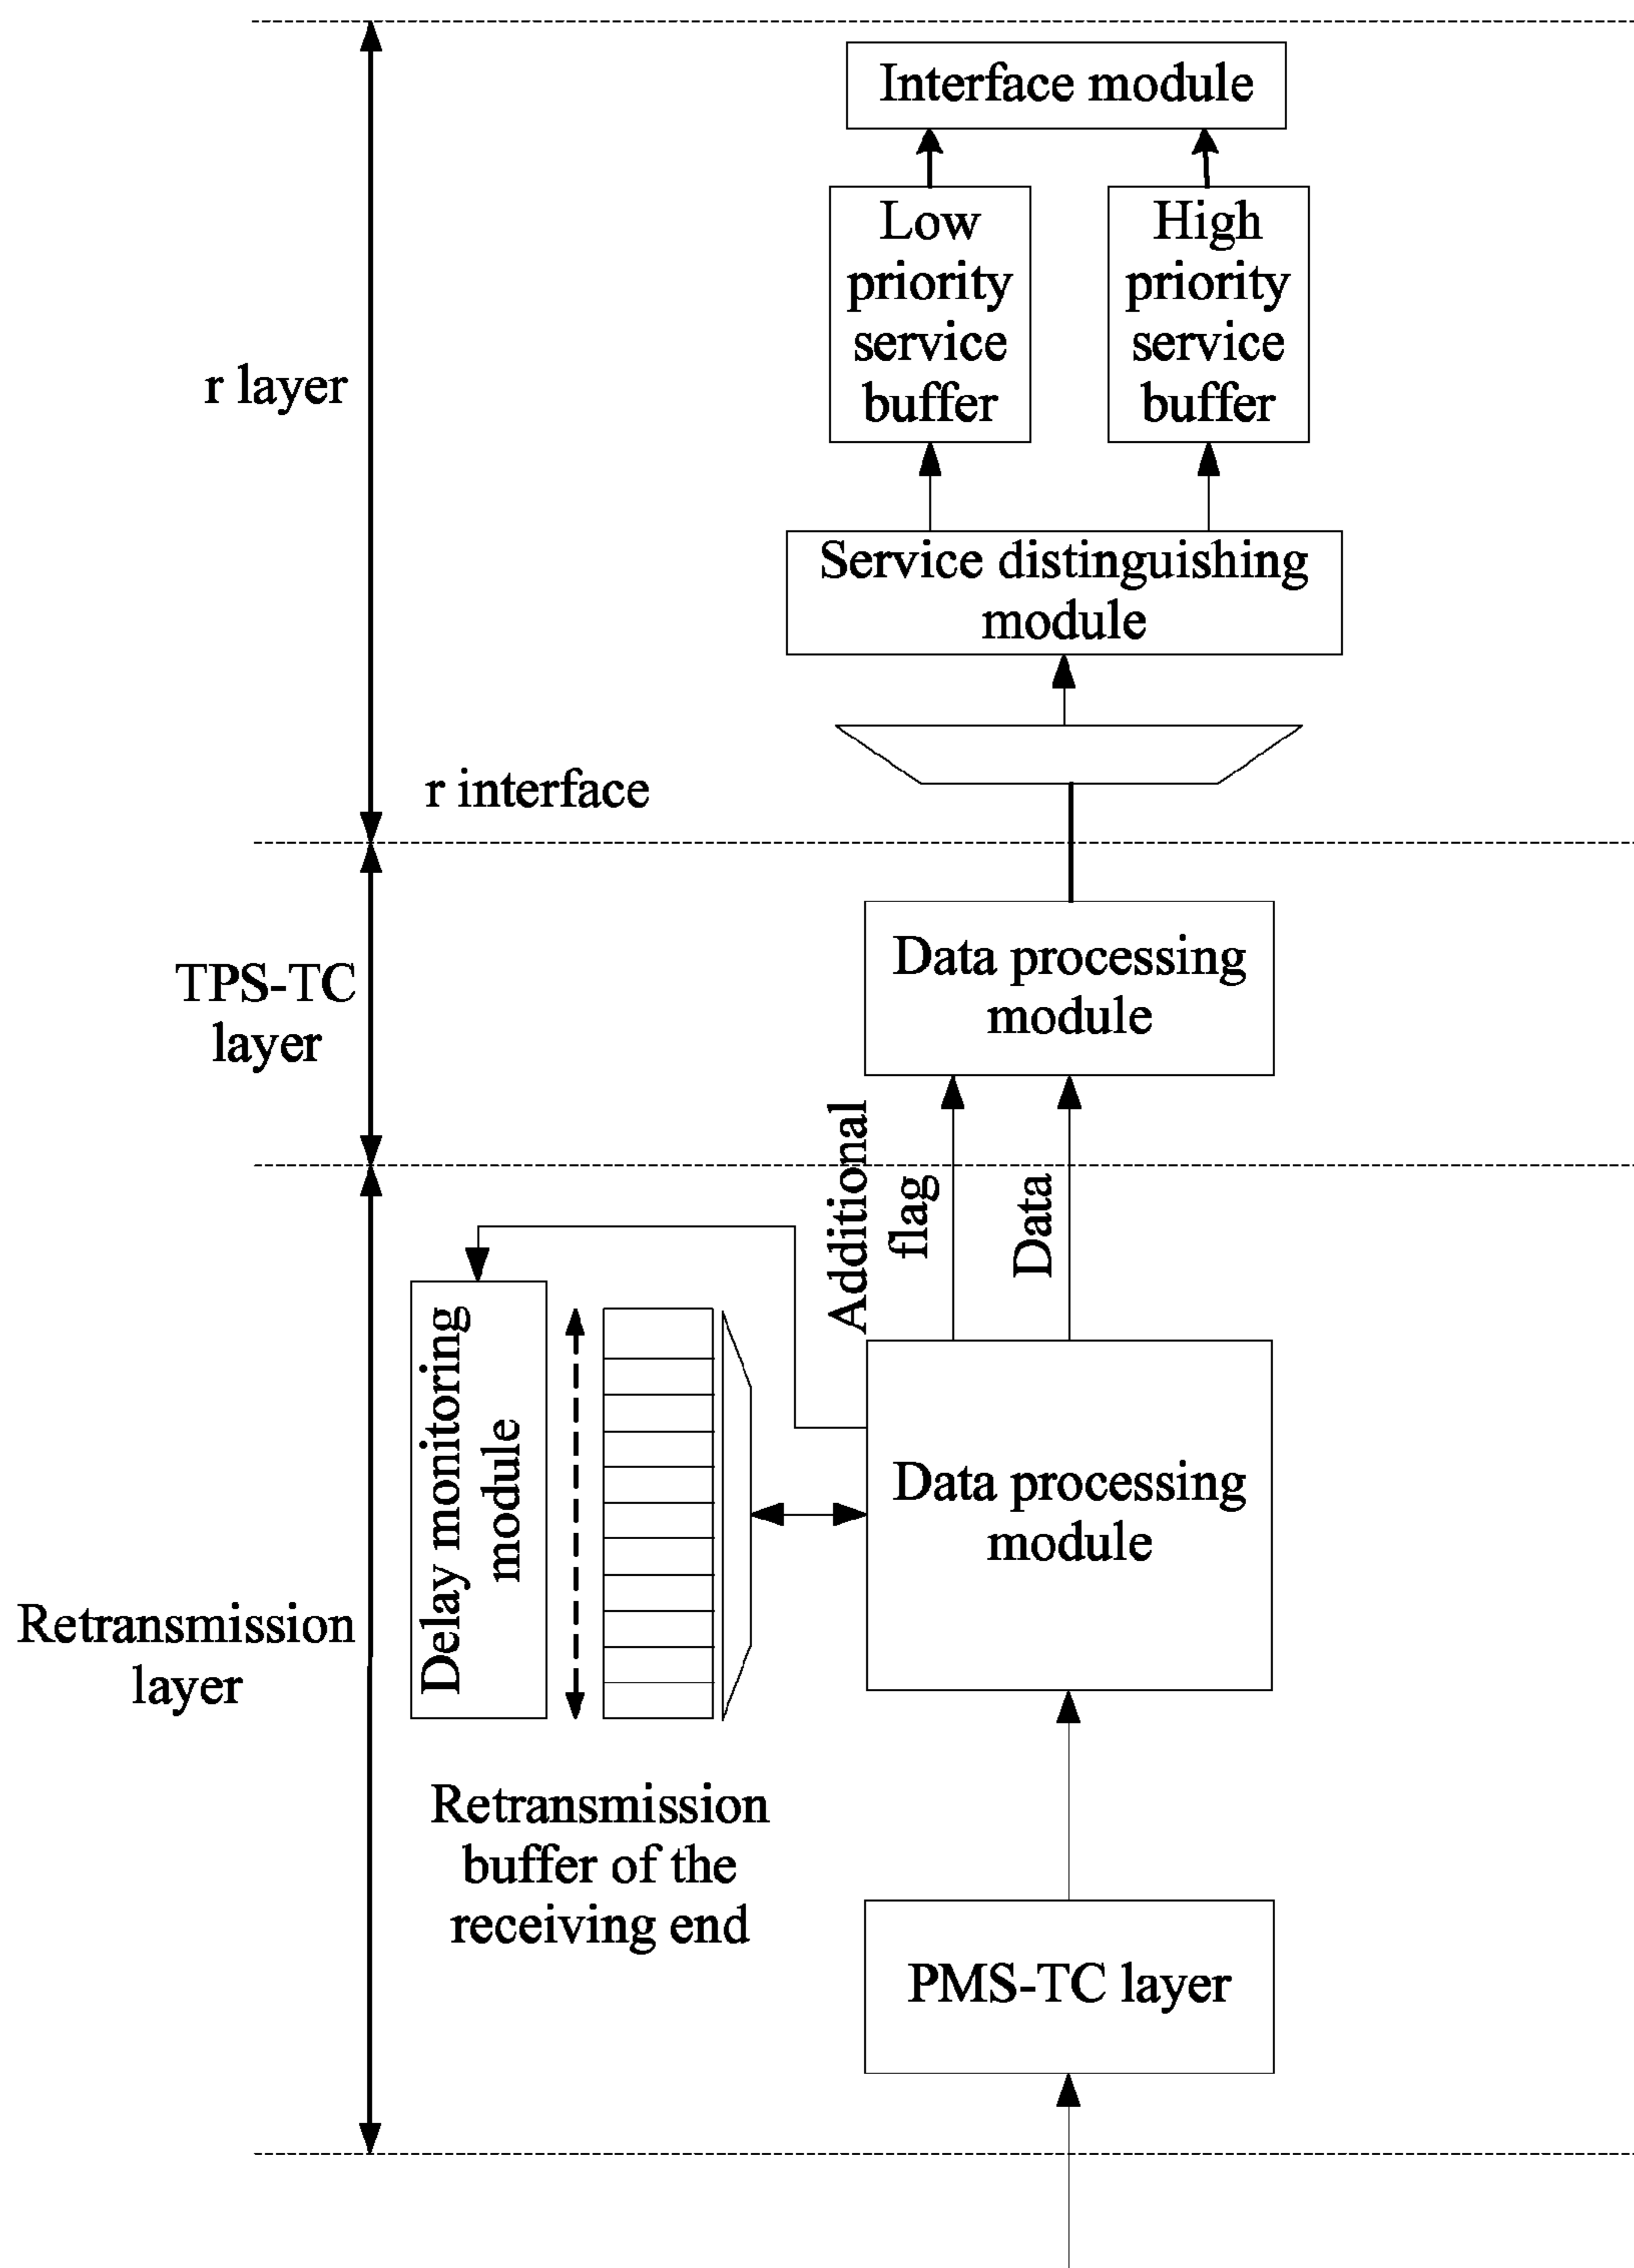 Interface module
Low
priority
service
buffer
High
priority
service
buffer
r layer
Service distinguishing
module
r interface
TPS-TC
layer
Data processing
module
Additional
flag
Data
Delay monitoring
module
Data processing
module
Retransmission
layer
Retransmission
buffer of the
receiving end
PMS-TC layer